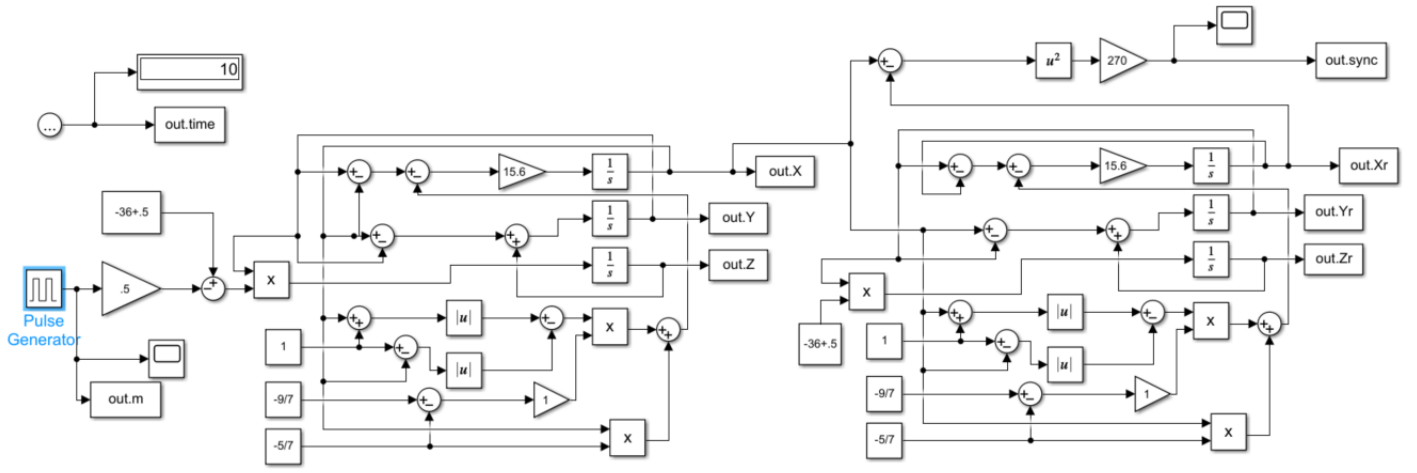 10
...
out.time
-36+.5
.5
Pulse
Generator
out.m
x
15.6
1
s
out.X
1
s
out.Y
1
s
out.Z
1
|u|
|u|
x
-9/7
1
-5/7
x
u²
270
out.sync
15.6
1
s
out.Xr
1
s
out.Yr
1
s
out.Zr
x
-36+.5
1
|u|
|u|
x
-9/7
1
-5/7
x